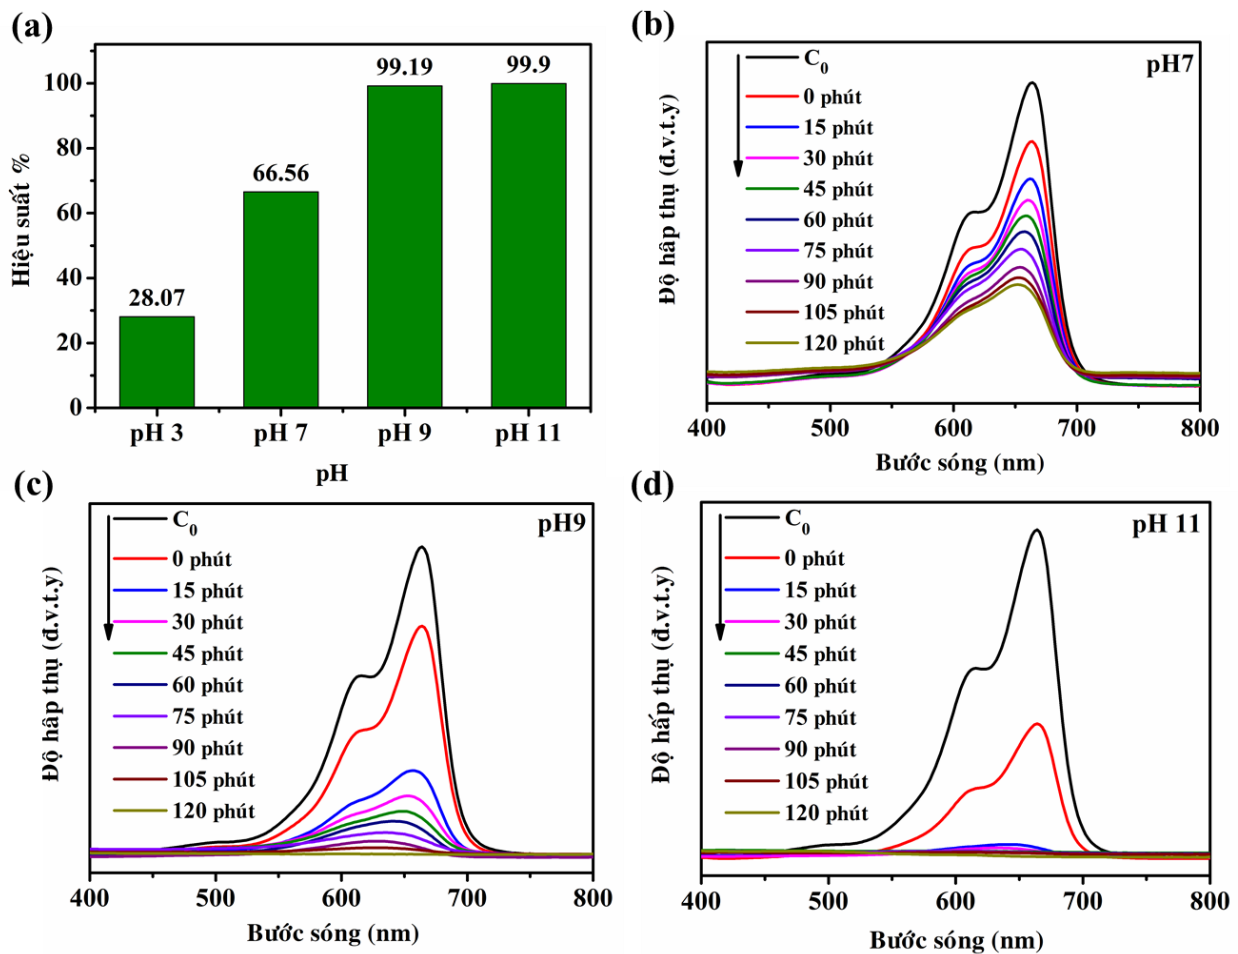 (a)
28.07
66.56
99.19
99.9
100
80
60
40
20
0
Hiệu suất %
pH 3
pH 7
pH 9
pH 11
pH
(b)
pH7
C0
0 phút
15 phút
30 phút
45 phút
60 phút
75 phút
90 phút
105 phút
120 phút
Độ hấp thụ (đ.v.t.y)
400 500 600 700 800
Bước sóng (nm)
(c)
pH9
C0
0 phút
15 phút
30 phút
45 phút
60 phút
75 phút
90 phút
105 phút
120 phút
Độ hấp thụ (đ.v.t.y)
400 500 600 700 800
Bước sóng (nm)
(d)
pH 11
C0
0 phút
15 phút
30 phút
45 phút
60 phút
75 phút
90 phút
105 phút
120 phút
Độ hấp thụ (đ.v.t.y)
400 500 600 700 800
Bước sóng (nm)